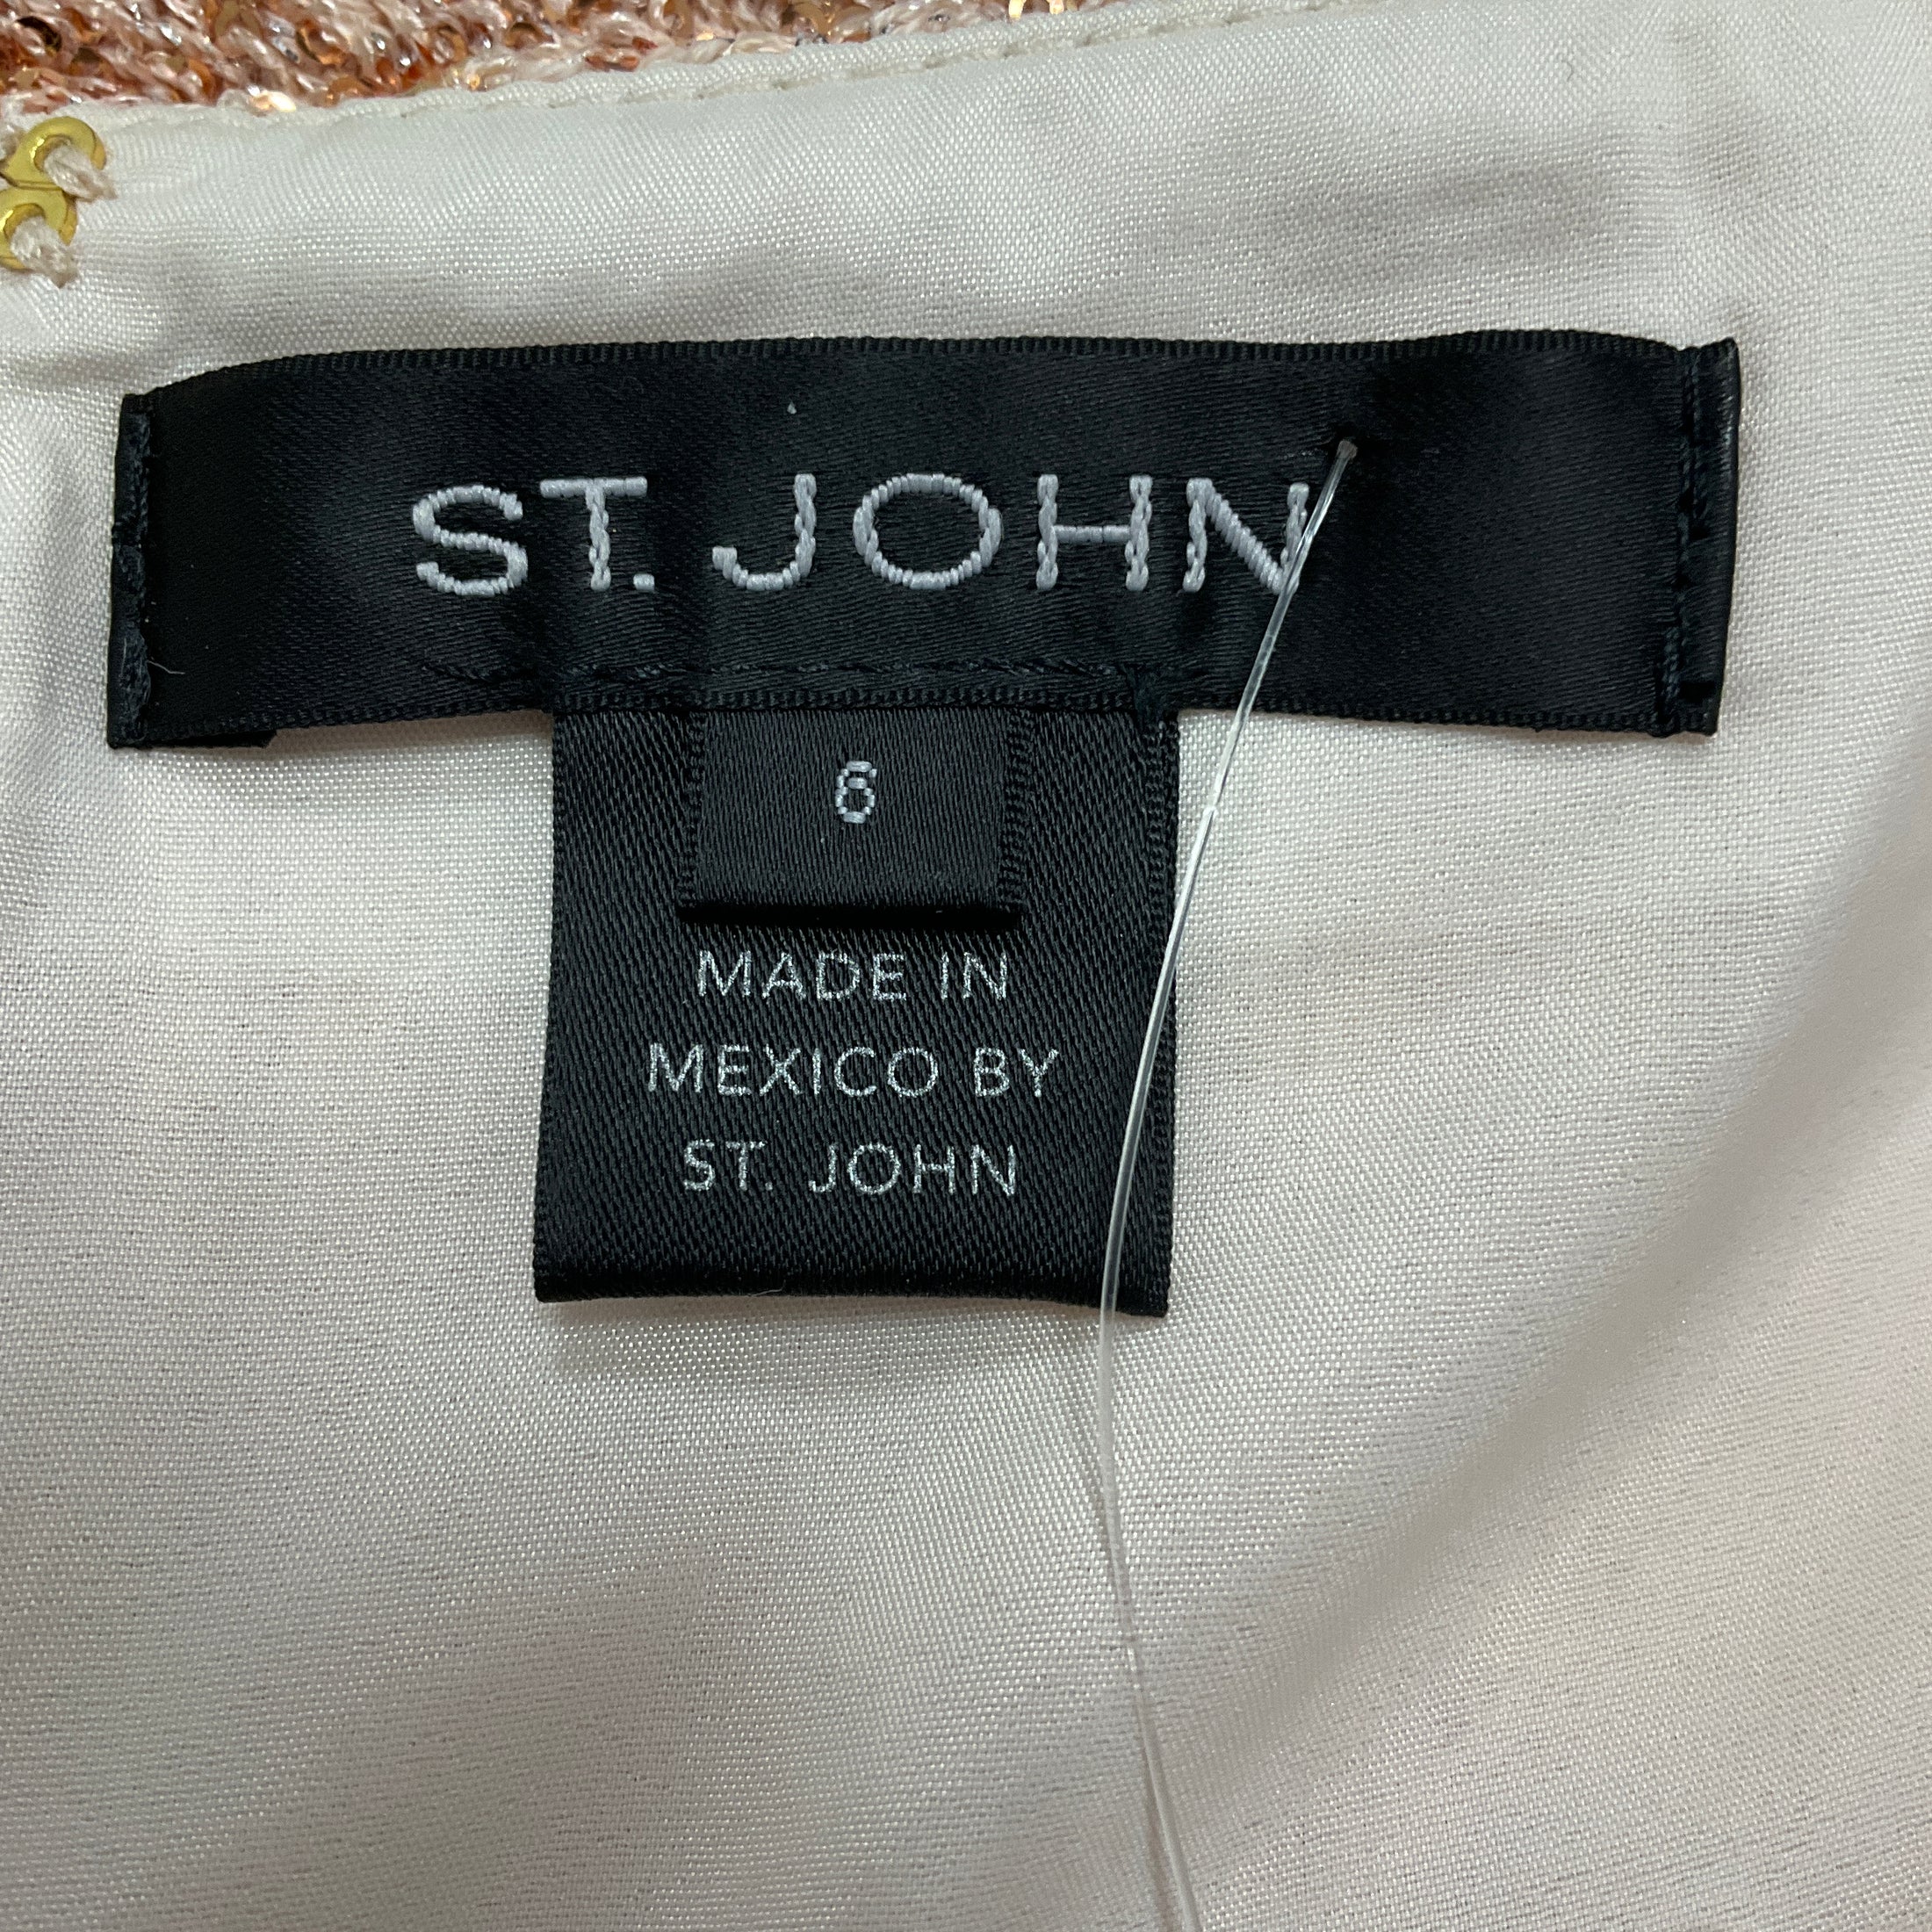 ST. JOHN
6
MADE IN
MEXICO BY
ST. JOHN